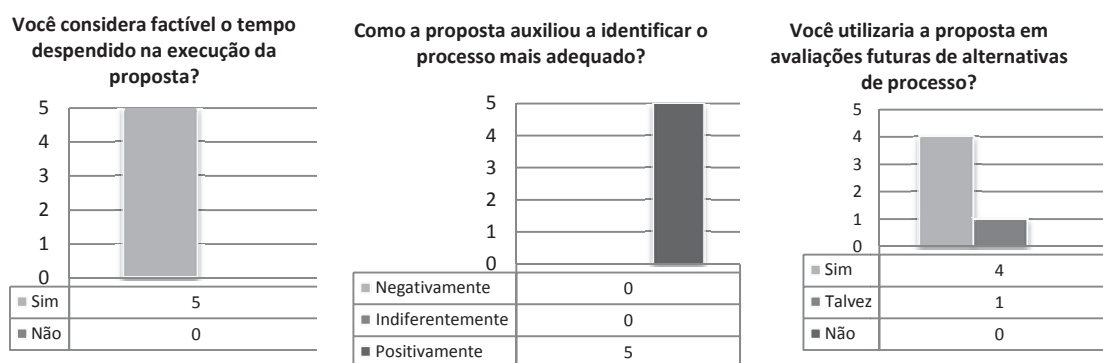 Você considera factível o tempo
despendido na execução da
proposta?
5
4
3
2
1
0
Sim 5
Não 0
Como a proposta auxiliou a identificar o
processo mais adequado?
5
4
3
2
1
0
Negativamente 0
Indiferentemente 0
Positivamente 5
Você utilizaria a proposta em
avaliações futuras de alternativas
de processo?
5
4
3
2
1
0
Sim 4
Talvez 1
Não 0